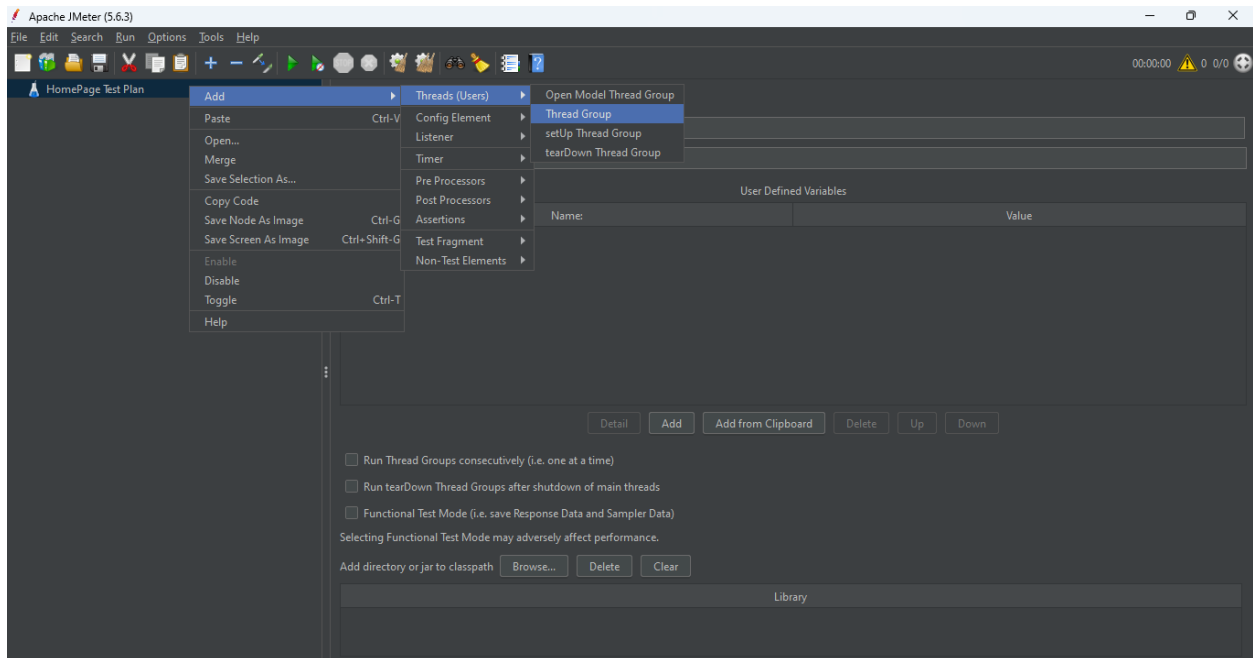 Apache JMeter (5.6.3)
File Edit Search Run Options Tools Help
00:00:00 0 0/0
HomePage Test Plan
Add
Paste Ctrl-V
Open...
Merge
Save Selection As...
Copy Code
Save Node As Image Ctrl-G
Save Screen As Image Ctrl+Shift-G
Enable
Disable
Toggle Ctrl-T
Help
Threads (Users)
Config Element
Listener
Timer
Pre Processors
Post Processors
Assertions
Test Fragment
Non-Test Elements
Open Model Thread Group
Thread Group
setUp Thread Group
tearDown Thread Group
User Defined Variables
Name: Value
Detail Add Add from Clipboard Delete Up Down
Run Thread Groups consecutively (i.e. one at a time)
Run tearDown Thread Groups after shutdown of main threads
Functional Test Mode (i.e. save Response Data and Sampler Data)
Selecting Functional Test Mode may adversely affect performance.
Add directory or jar to classpath Browse... Delete Clear
Library